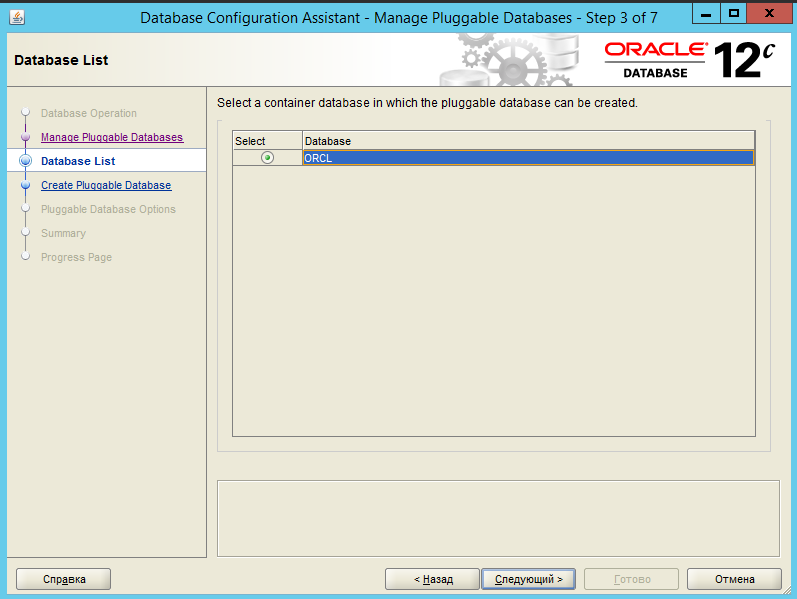 Database Configuration Assistant - Manage Pluggable Databases - Step 3 of 7
Database List
ORACLE®
DATABASE
12c
Database Operation
Manage Pluggable Databases
Database List
Create Pluggable Database
Pluggable Database Options
Summary
Progress Page
Select a container database in which the pluggable database can be created.
Select Database
ORCL
Справка
< Назад
Следующий >
Готово
Отмена